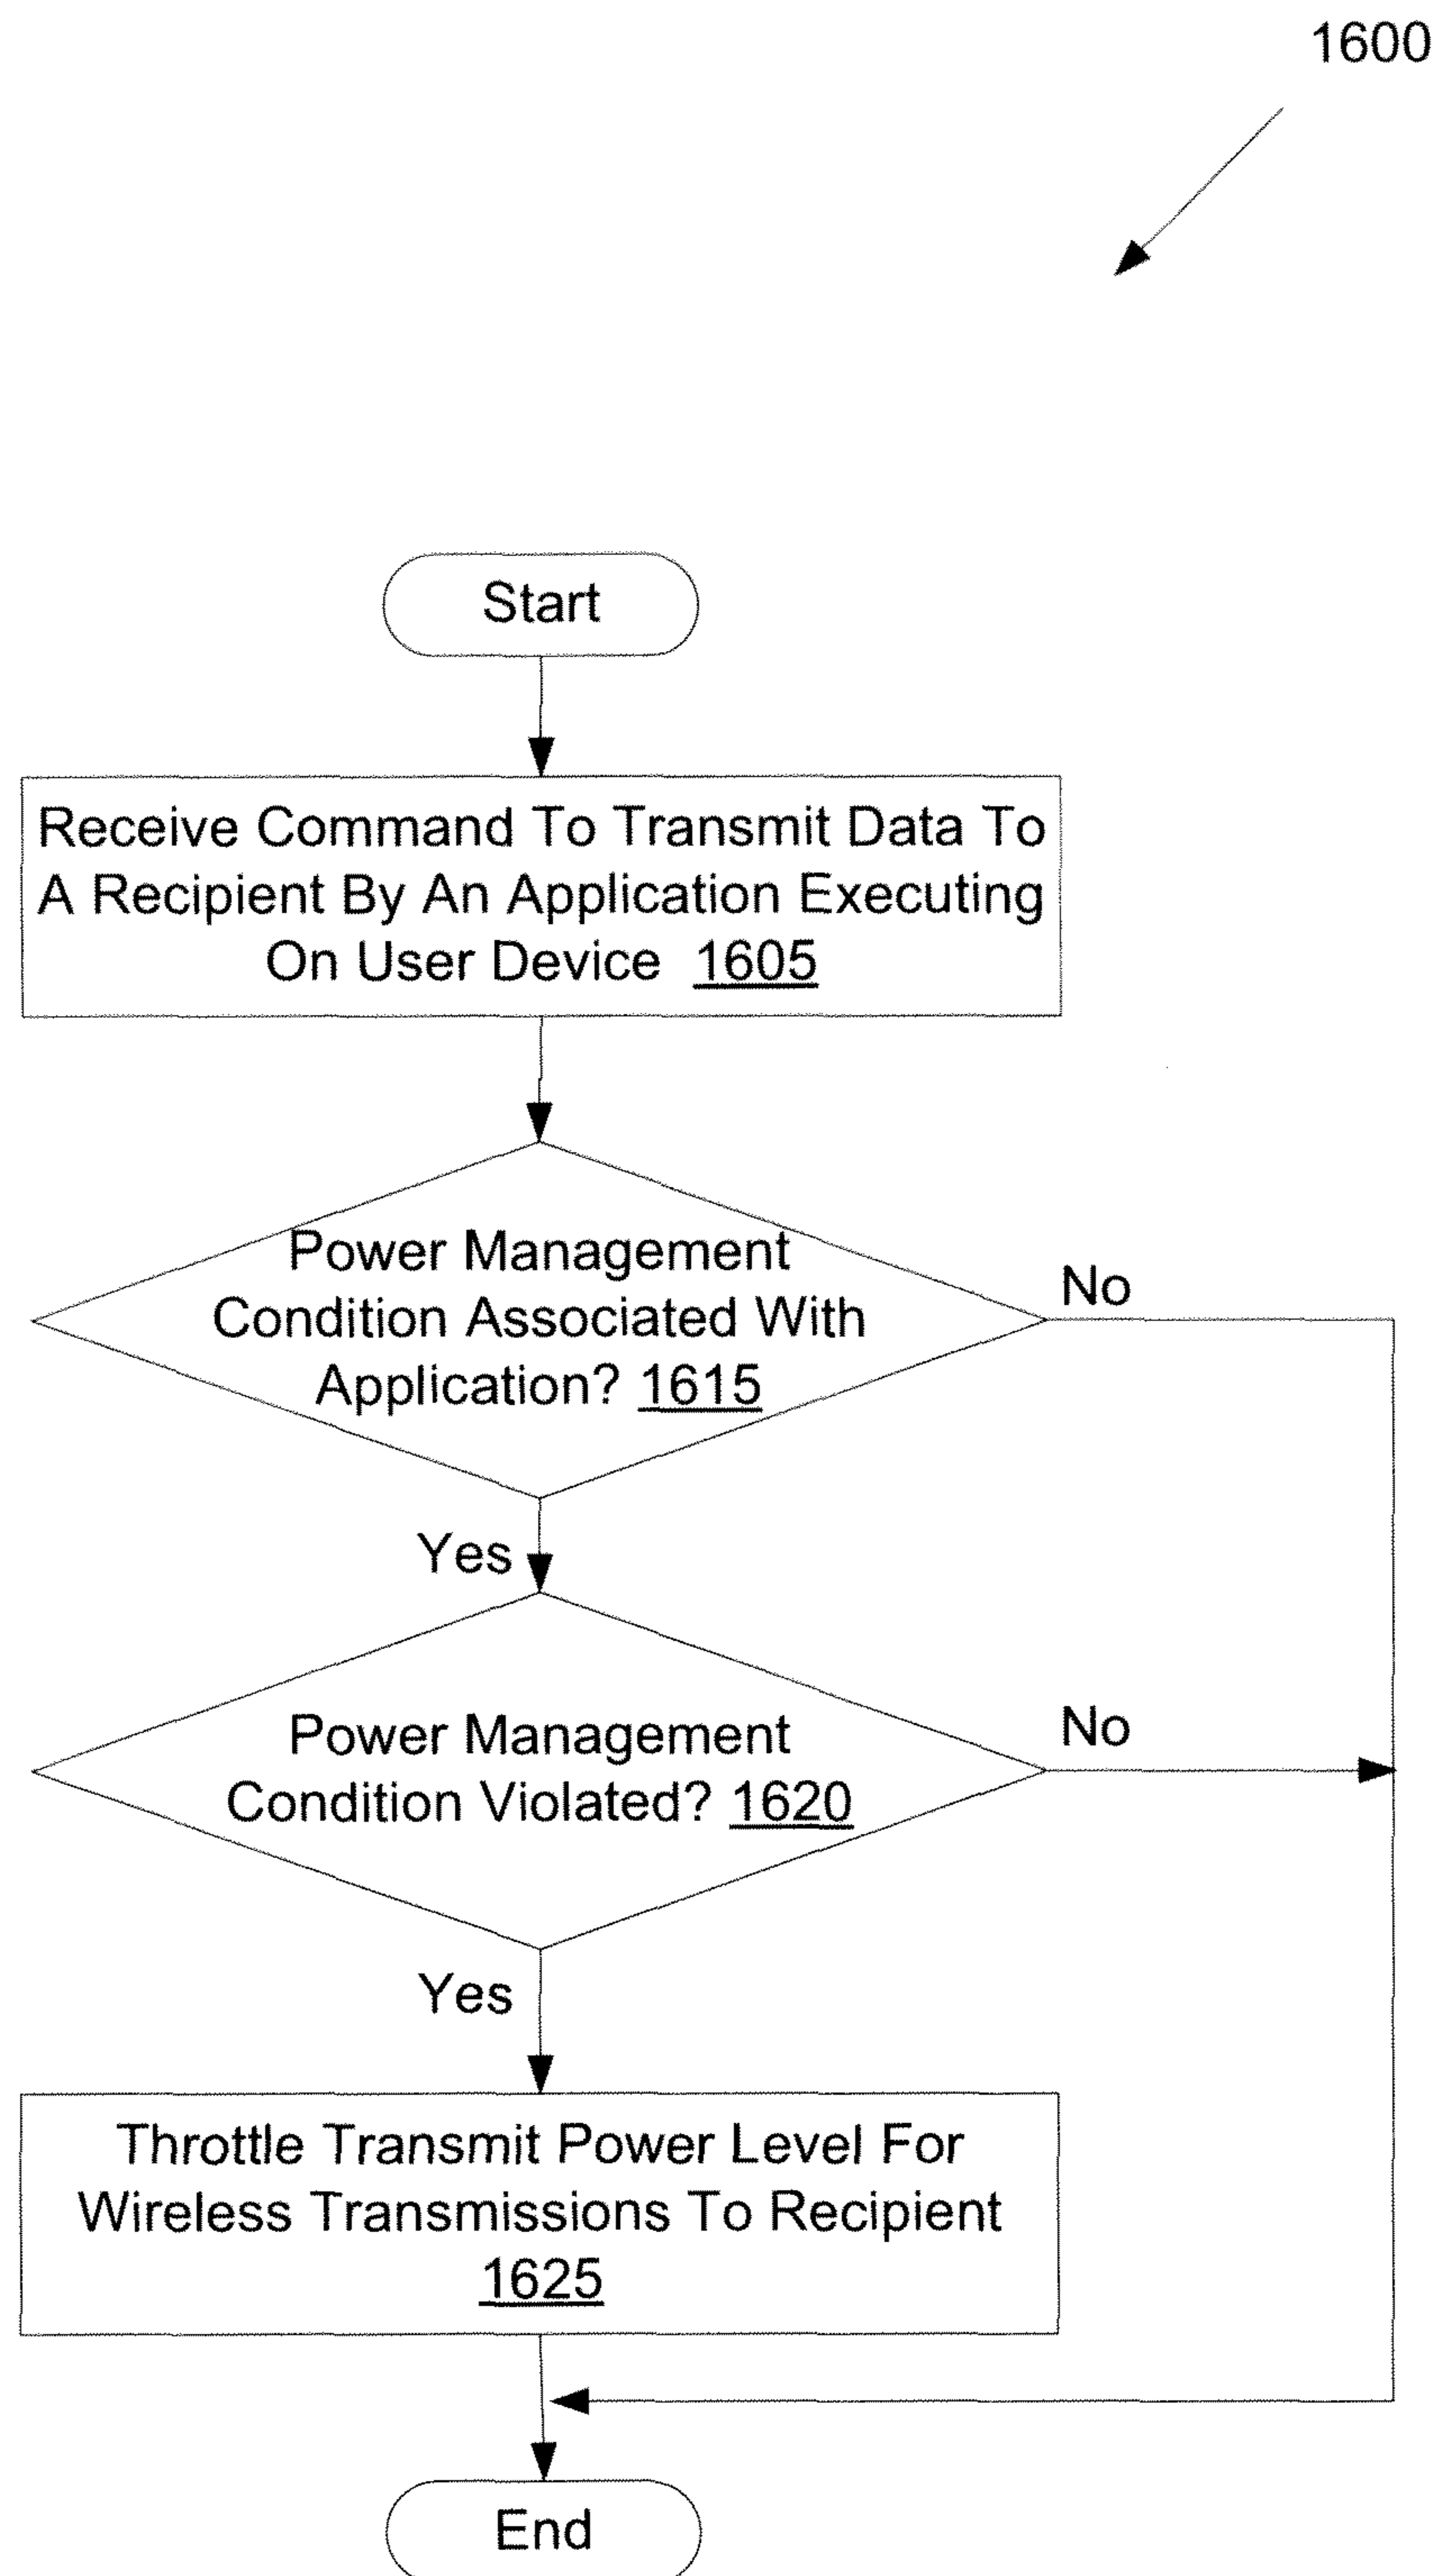 1600
Start
Receive Command To Transmit Data To
A Recipient By An Application Executing
On User Device 1605
Power Management
Condition Associated With
Application? 1615
No
Yes
Power Management
Condition Violated? 1620
No
Yes
Throttle Transmit Power Level For
Wireless Transmissions To Recipient
1625
End